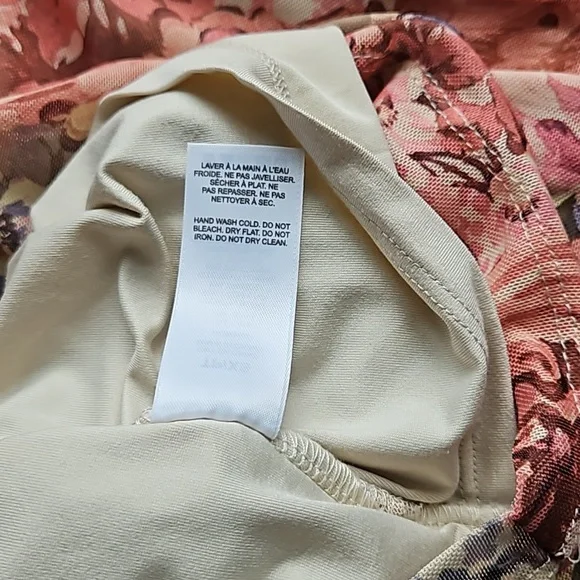 LAVER À LA MAIN À L'EAU
FROIDE. NE PAS JAVELLISER.
SÉCHER À PLAT. NE
PAS REPASSER. NE PAS
NETTOYER À SEC.
HAND WASH COLD. DO NOT
BLEACH. DRY FLAT. DO NOT
IRON. DO NOT DRY CLEAN.